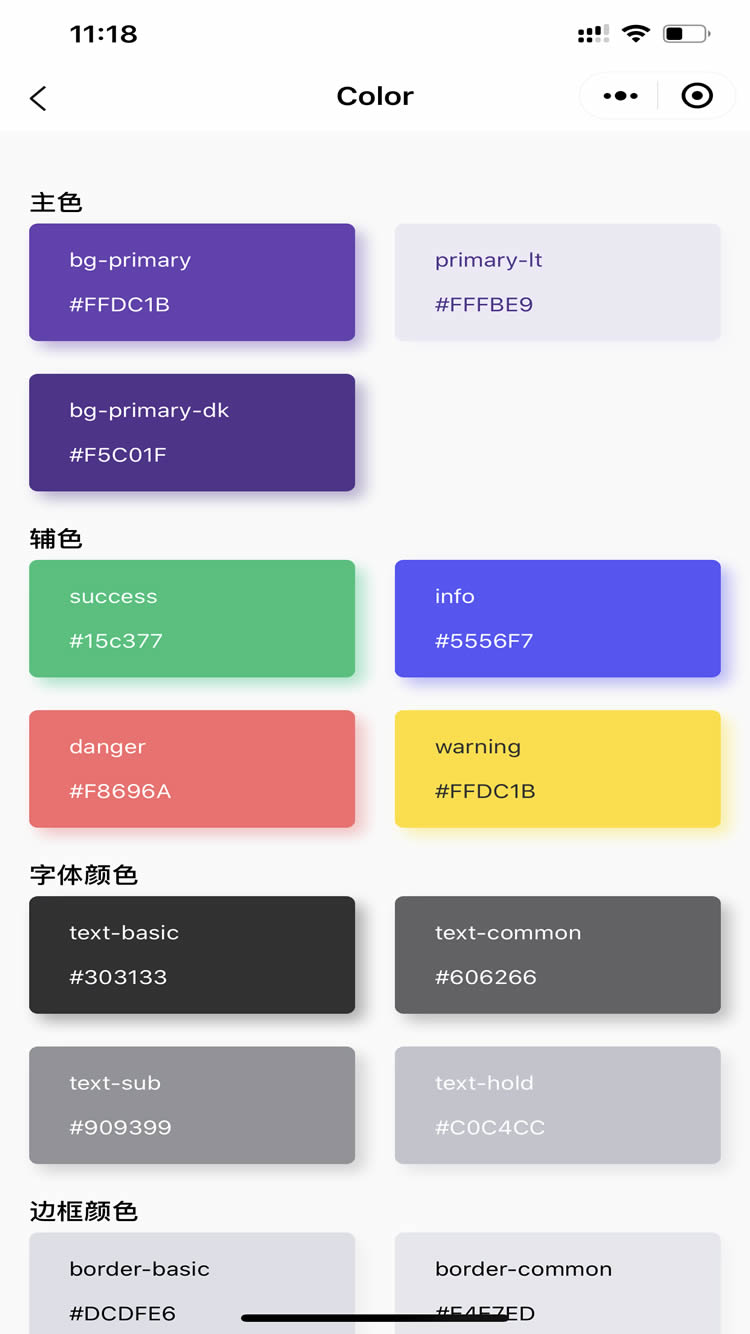 11:18
Color
主色
bg-primary
#FFDC1B
primary-lt
#FFFBE9
bg-primary-dk
#F5C01F
辅色
success
#15c377
info
#5556F7
danger
#F8696A
warning
#FFDC1B
字体颜色
text-basic
#303133
text-common
#606266
text-sub
#909399
text-hold
#C0C4CC
边框颜色
border-basic
#DCDFE6
border-common
#E4E7ED